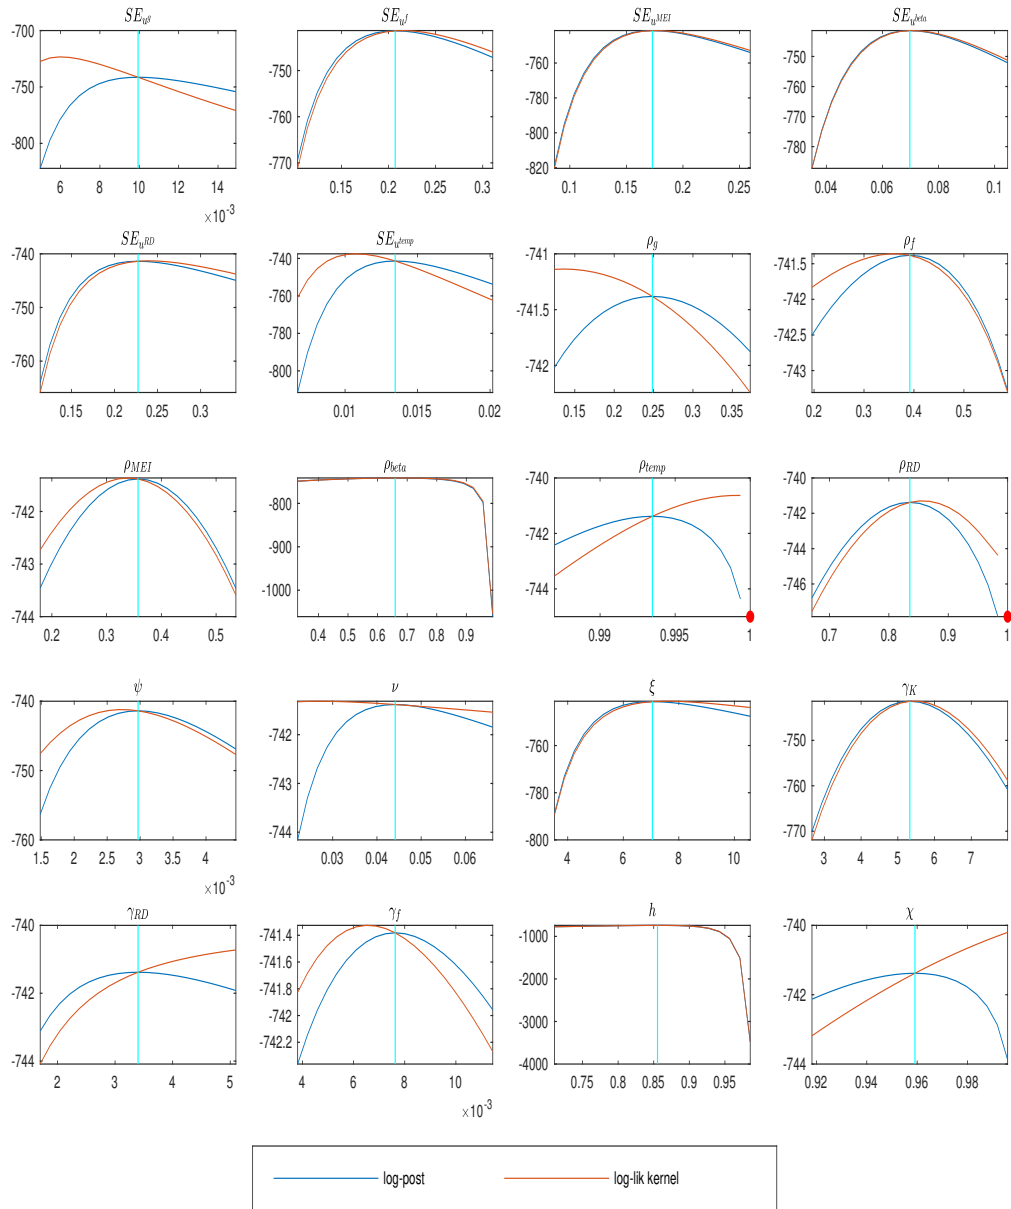 SE_{u^g} SE_{u^f} SE_{u^{MEI}} SE_{u^{beta}}
-700 -750 -800
6 8 10 12 14
×10^{-3}
-750 -760 -770
0.15 0.2 0.25 0.3
-760 -780 -800 -820
0.1 0.15 0.2 0.25
-750 -760 -770 -780
0.04 0.06 0.08 0.1
SE_{u^{RD}} SE_{u^{temp}} ρ_g ρ_f
-740 -750 -760
0.15 0.2 0.25 0.3
-740 -760 -780 -800
0.01 0.015 0.02
-741 -741.5 -742
0.15 0.2 0.25 0.3 0.35
-741.5 -742 -742.5 -743
0.2 0.3 0.4 0.5
ρ_{MEI} ρ_{beta} ρ_{temp} ρ_{RD}
-742 -743 -744
0.2 0.3 0.4 0.5
-800 -900 -1000
0.4 0.5 0.6 0.7 0.8 0.9
-740 -742 -744
0.99 0.995 1
-740 -742 -744 -746
0.7 0.8 0.9 1
ψ ν ξ γ_K
-740 -750 -760
1.5 2 2.5 3 3.5 4
×10^{-3}
-742 -743 -744
0.03 0.04 0.05 0.06
-760 -780 -800
4 6 8 10
-750 -760 -770
3 4 5 6 7
γ_{RD} γ_f h χ
-740 -742 -744
2 3 4 5
-741.4 -741.6 -741.8 -742 -742.2
4 6 8 10
×10^{-3}
-1000 -2000 -3000 -4000
0.75 0.8 0.85 0.9 0.95
-740 -742 -744
0.92 0.94 0.96 0.98
log-post log-lik kernel